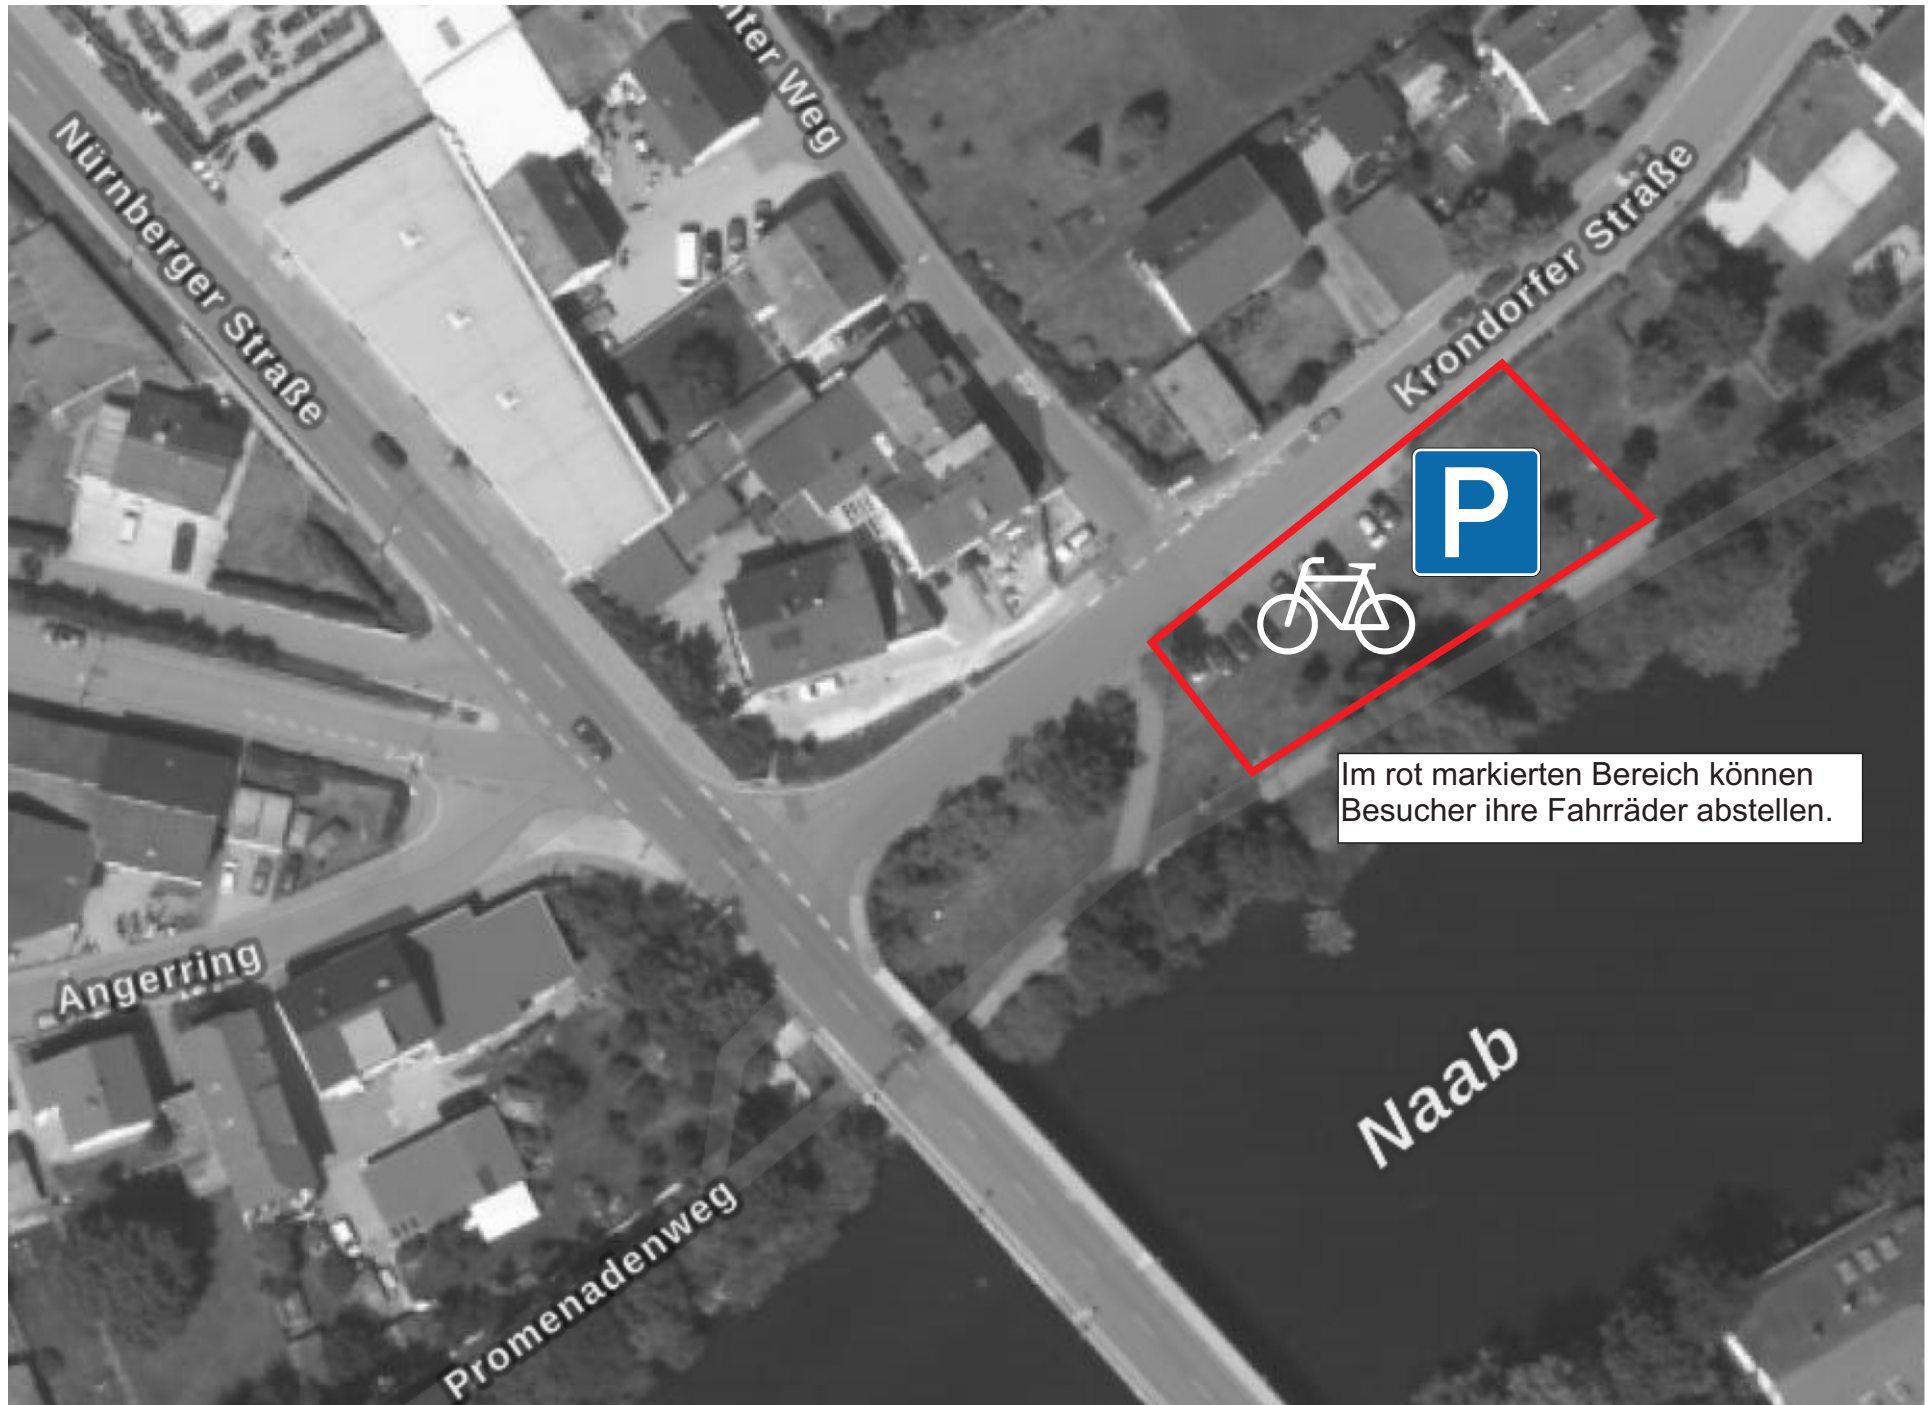 Weg
Nürnberger Straße
Krondorfer Straße
P
Im rot markierten Bereich können
Besucher ihre Fahrräder abstellen.
Angerring
Naab
Promenadenweg